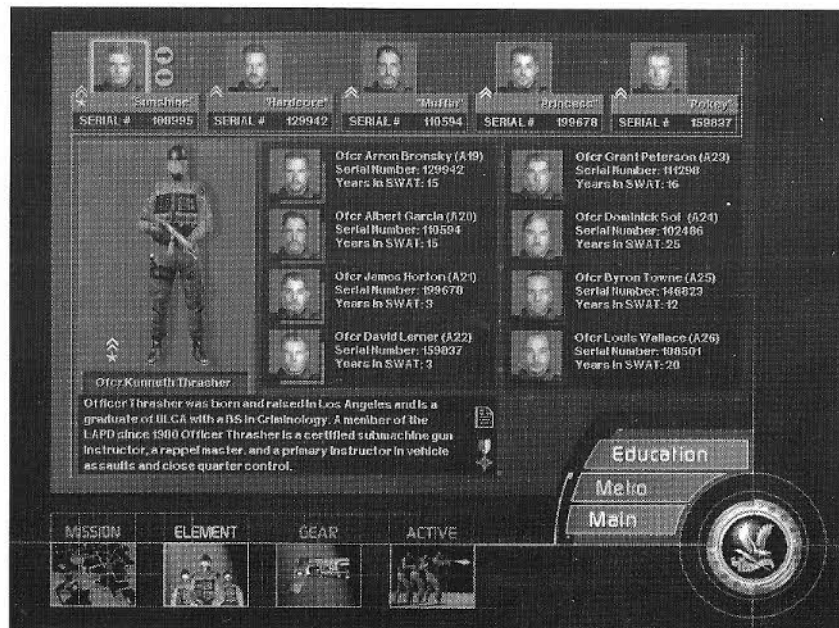 "Sunshine"
SERIAL # 108995
"Hardcore"
SERIAL # 129942
"Muffin"
SERIAL # 110594
"Princess"
SERIAL # 199678
"Pokey"
SERIAL # 159837
Ofcr Kenneth Thrasher
Ofcr Arron Bronsky (A19)
Serial Number: 129942
Years In SWAT: 15
Ofcr Albert Garcia (A20)
Serial Number: 110594
Years In SWAT: 15
Ofcr James Horton (A21)
Serial Number: 199678
Years In SWAT: 3
Ofcr David Lerner (A22)
Serial Number: 159837
Years In SWAT: 3
Ofcr Grant Peterson (A23)
Serial Number: 111298
Years In SWAT: 16
Ofcr Dominick Sol (A24)
Serial Number: 102486
Years In SWAT: 25
Ofcr Byron Towne (A25)
Serial Number: 146823
Years In SWAT: 12
Ofcr Louis Wallace (A26)
Serial Number: 108501
Years In SWAT: 20
Officer Thrasher was born and raised in Los Angeles and is a
graduate of ULCA with a BS in Criminology. A member of the
LAPD since 1980 Officer Thrasher is a certified submachine gun
instructor, a rappel master, and a primary instructor in vehicle
assaults and close quarter control.
Education
Metro
Main
MISSION
ELEMENT
GEAR
ACTIVE